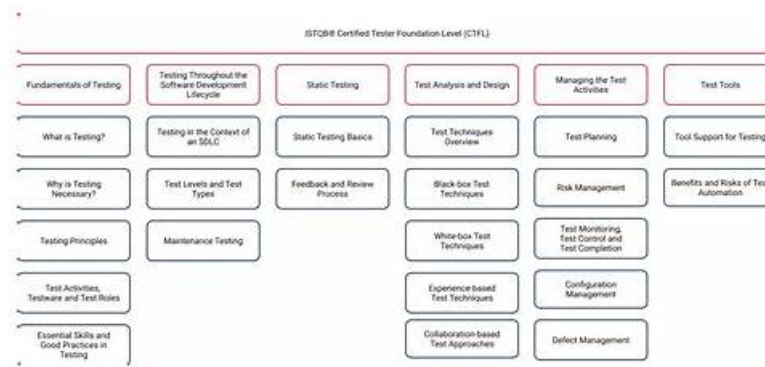 ISTQB® Certified Tester Foundation Level (CTFL)
Fundamentals of Testing
What is Testing?
Why is Testing
Necessary?
Testing Principles
Test Activities,
Testware and Test Roles
Essential Skills and
Good Practices in
Testing
Testing Throughout the
Software Development
Lifecycle
Testing in the Context of
an SDLC
Test Levels and Test
Types
Maintenance Testing
Static Testing
Static Testing Basics
Feedback and Review
Process
Test Analysis and Design
Test Techniques
Overview
Black-box Test
Techniques
White-box Test
Techniques
Experience-based
Test Techniques
Collaboration-based
Test Approaches
Managing the Test
Activities
Test Planning
Risk Management
Test Monitoring,
Test Control and
Test Completion
Configuration
Management
Defect Management
Test Tools
Tool Support for Testing
Benefits and Risks of Tes
Automation